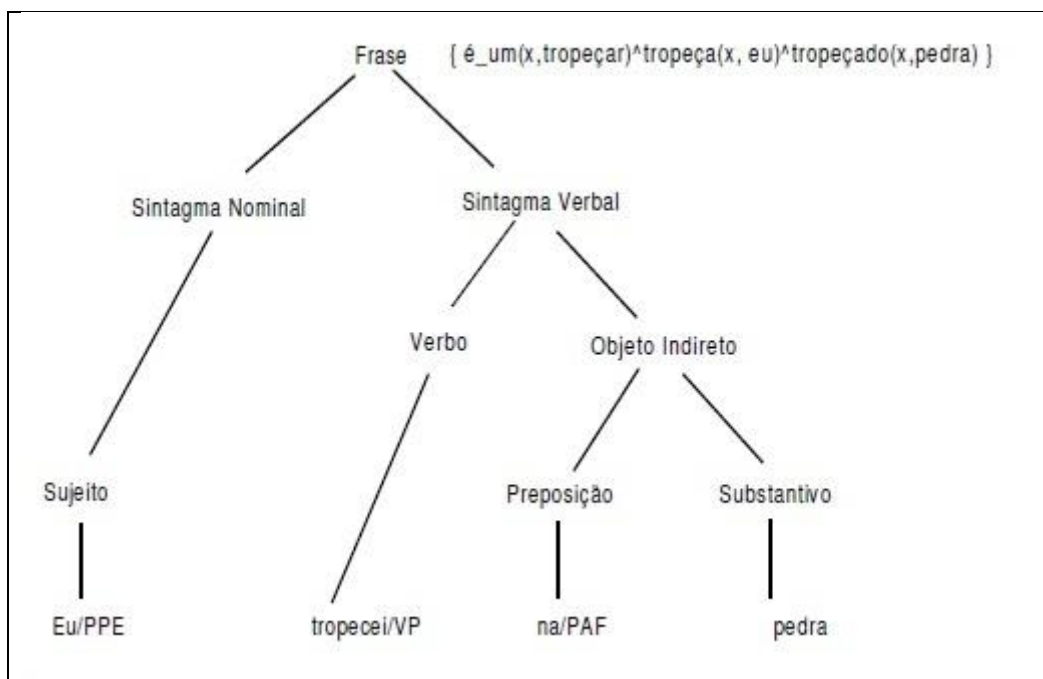 Frase { é_um(x,tropeçar)^tropeça(x, eu)^tropeçado(x,pedra) }
Sintagma Nominal Sintagma Verbal
Verbo Objeto Indireto
Sujeito Preposição Substantivo
Eu/PPE tropecei/VP na/PAF pedra